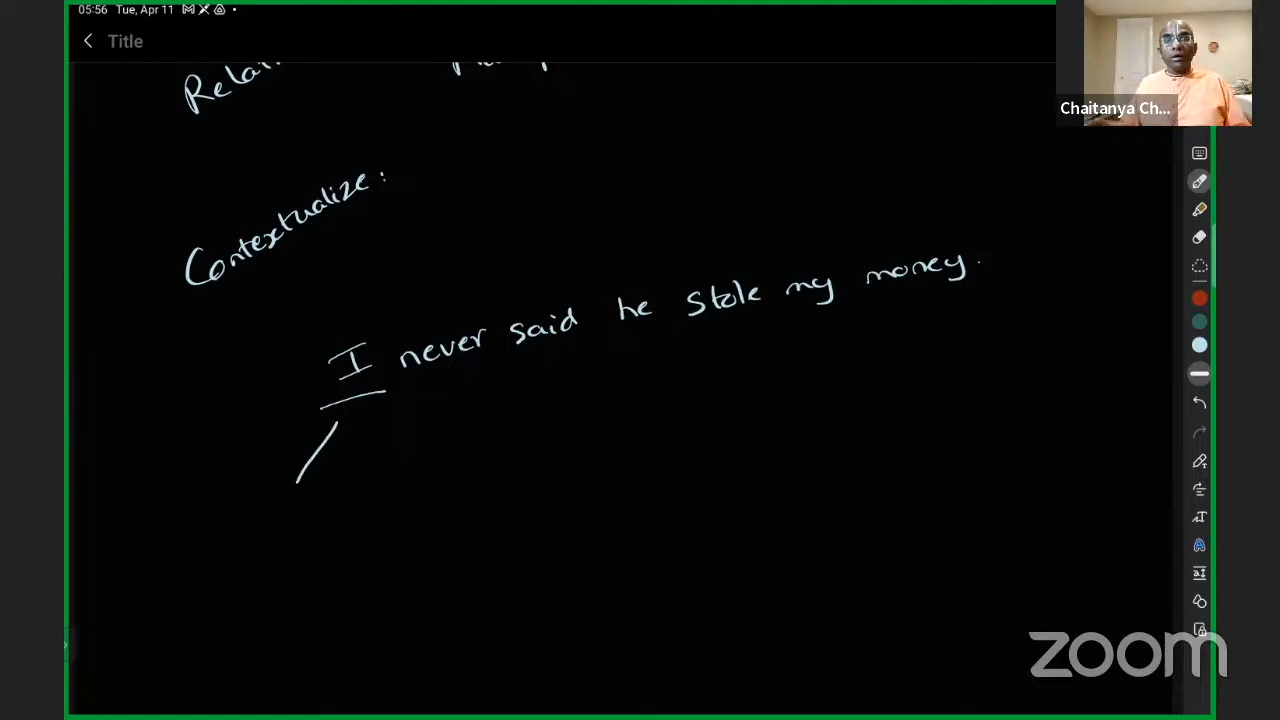 05:56 Tue, Apr 11
Title
Chaitanya Ch...
Contextualize:
I never said he stole my money.
zoom